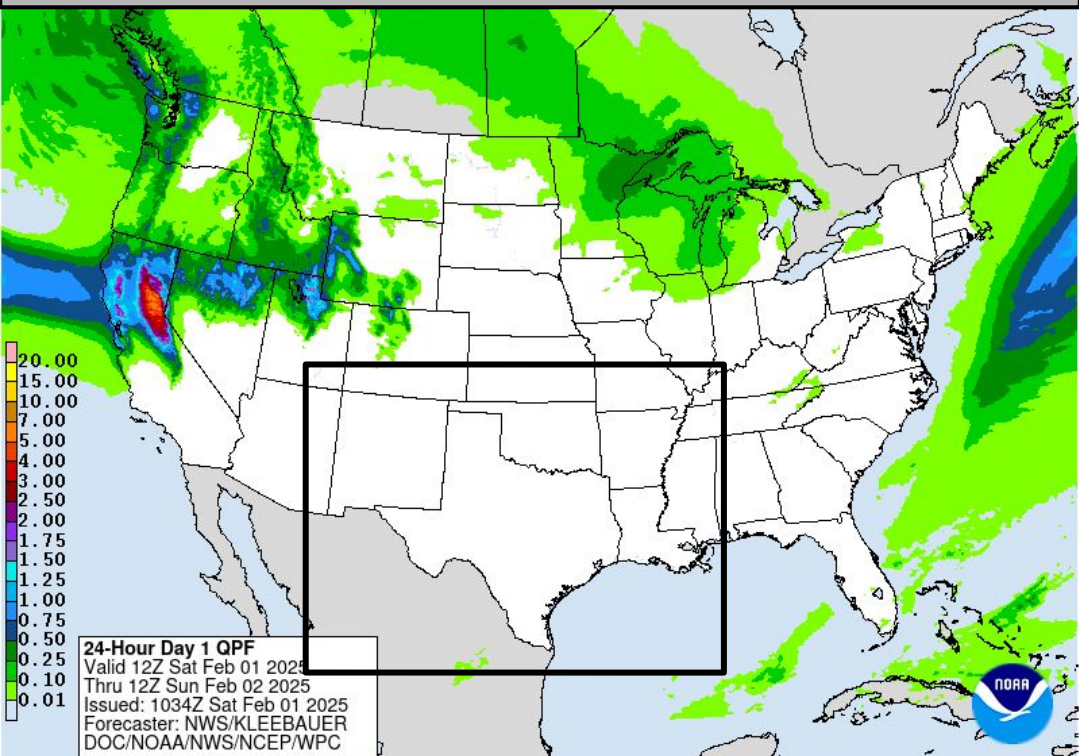 20.00
15.00
10.00
7.00
5.00
4.00
3.00
2.50
2.00
1.75
1.50
1.25
1.00
0.75
0.50
0.25
0.10
0.01
24-Hour Day 1 QPF
Valid 12Z Sat Feb 01 2025
Thru 12Z Sun Feb 02 2025
Issued: 1034Z Sat Feb 01 2025
Forecaster: NWS/KLEEBAUER
DOC/NOAA/NWS/NCEP/WPC
NOAA